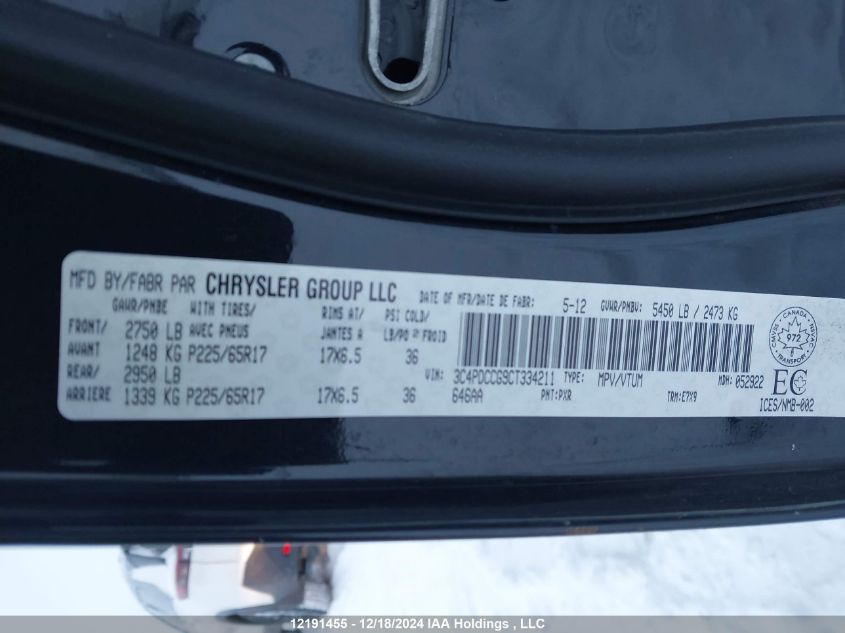 MFD BY/FABR PAR CHRYSLER GROUP LLC DATE OF MFR/DATE DE FABR: 5-12 GVWR/PNBV: 5450 LB / 2473 KG
GAWR/PNBE WITH TIRES/ RIMS AT/ PSI COLD/
FRONT/ 2750 LB AVEC PNEUS JANTES A LB/PO² FROID
AVANT 1248 KG P225/65R17 17X6.5 36
REAR/ 2950 LB
ARRIERE 1339 KG P225/65R17 17X6.5 36
VIN: 3C4PDCCG9CT334211 TYPE: MPV/VTUM MDH: 052922
646AA PNT:PXR TRM:E7X9
CMVSS CANADA NSVAC
972
EC
ICES/NMB-002
12191455 - 12/18/2024 IAA Holdings , LLC